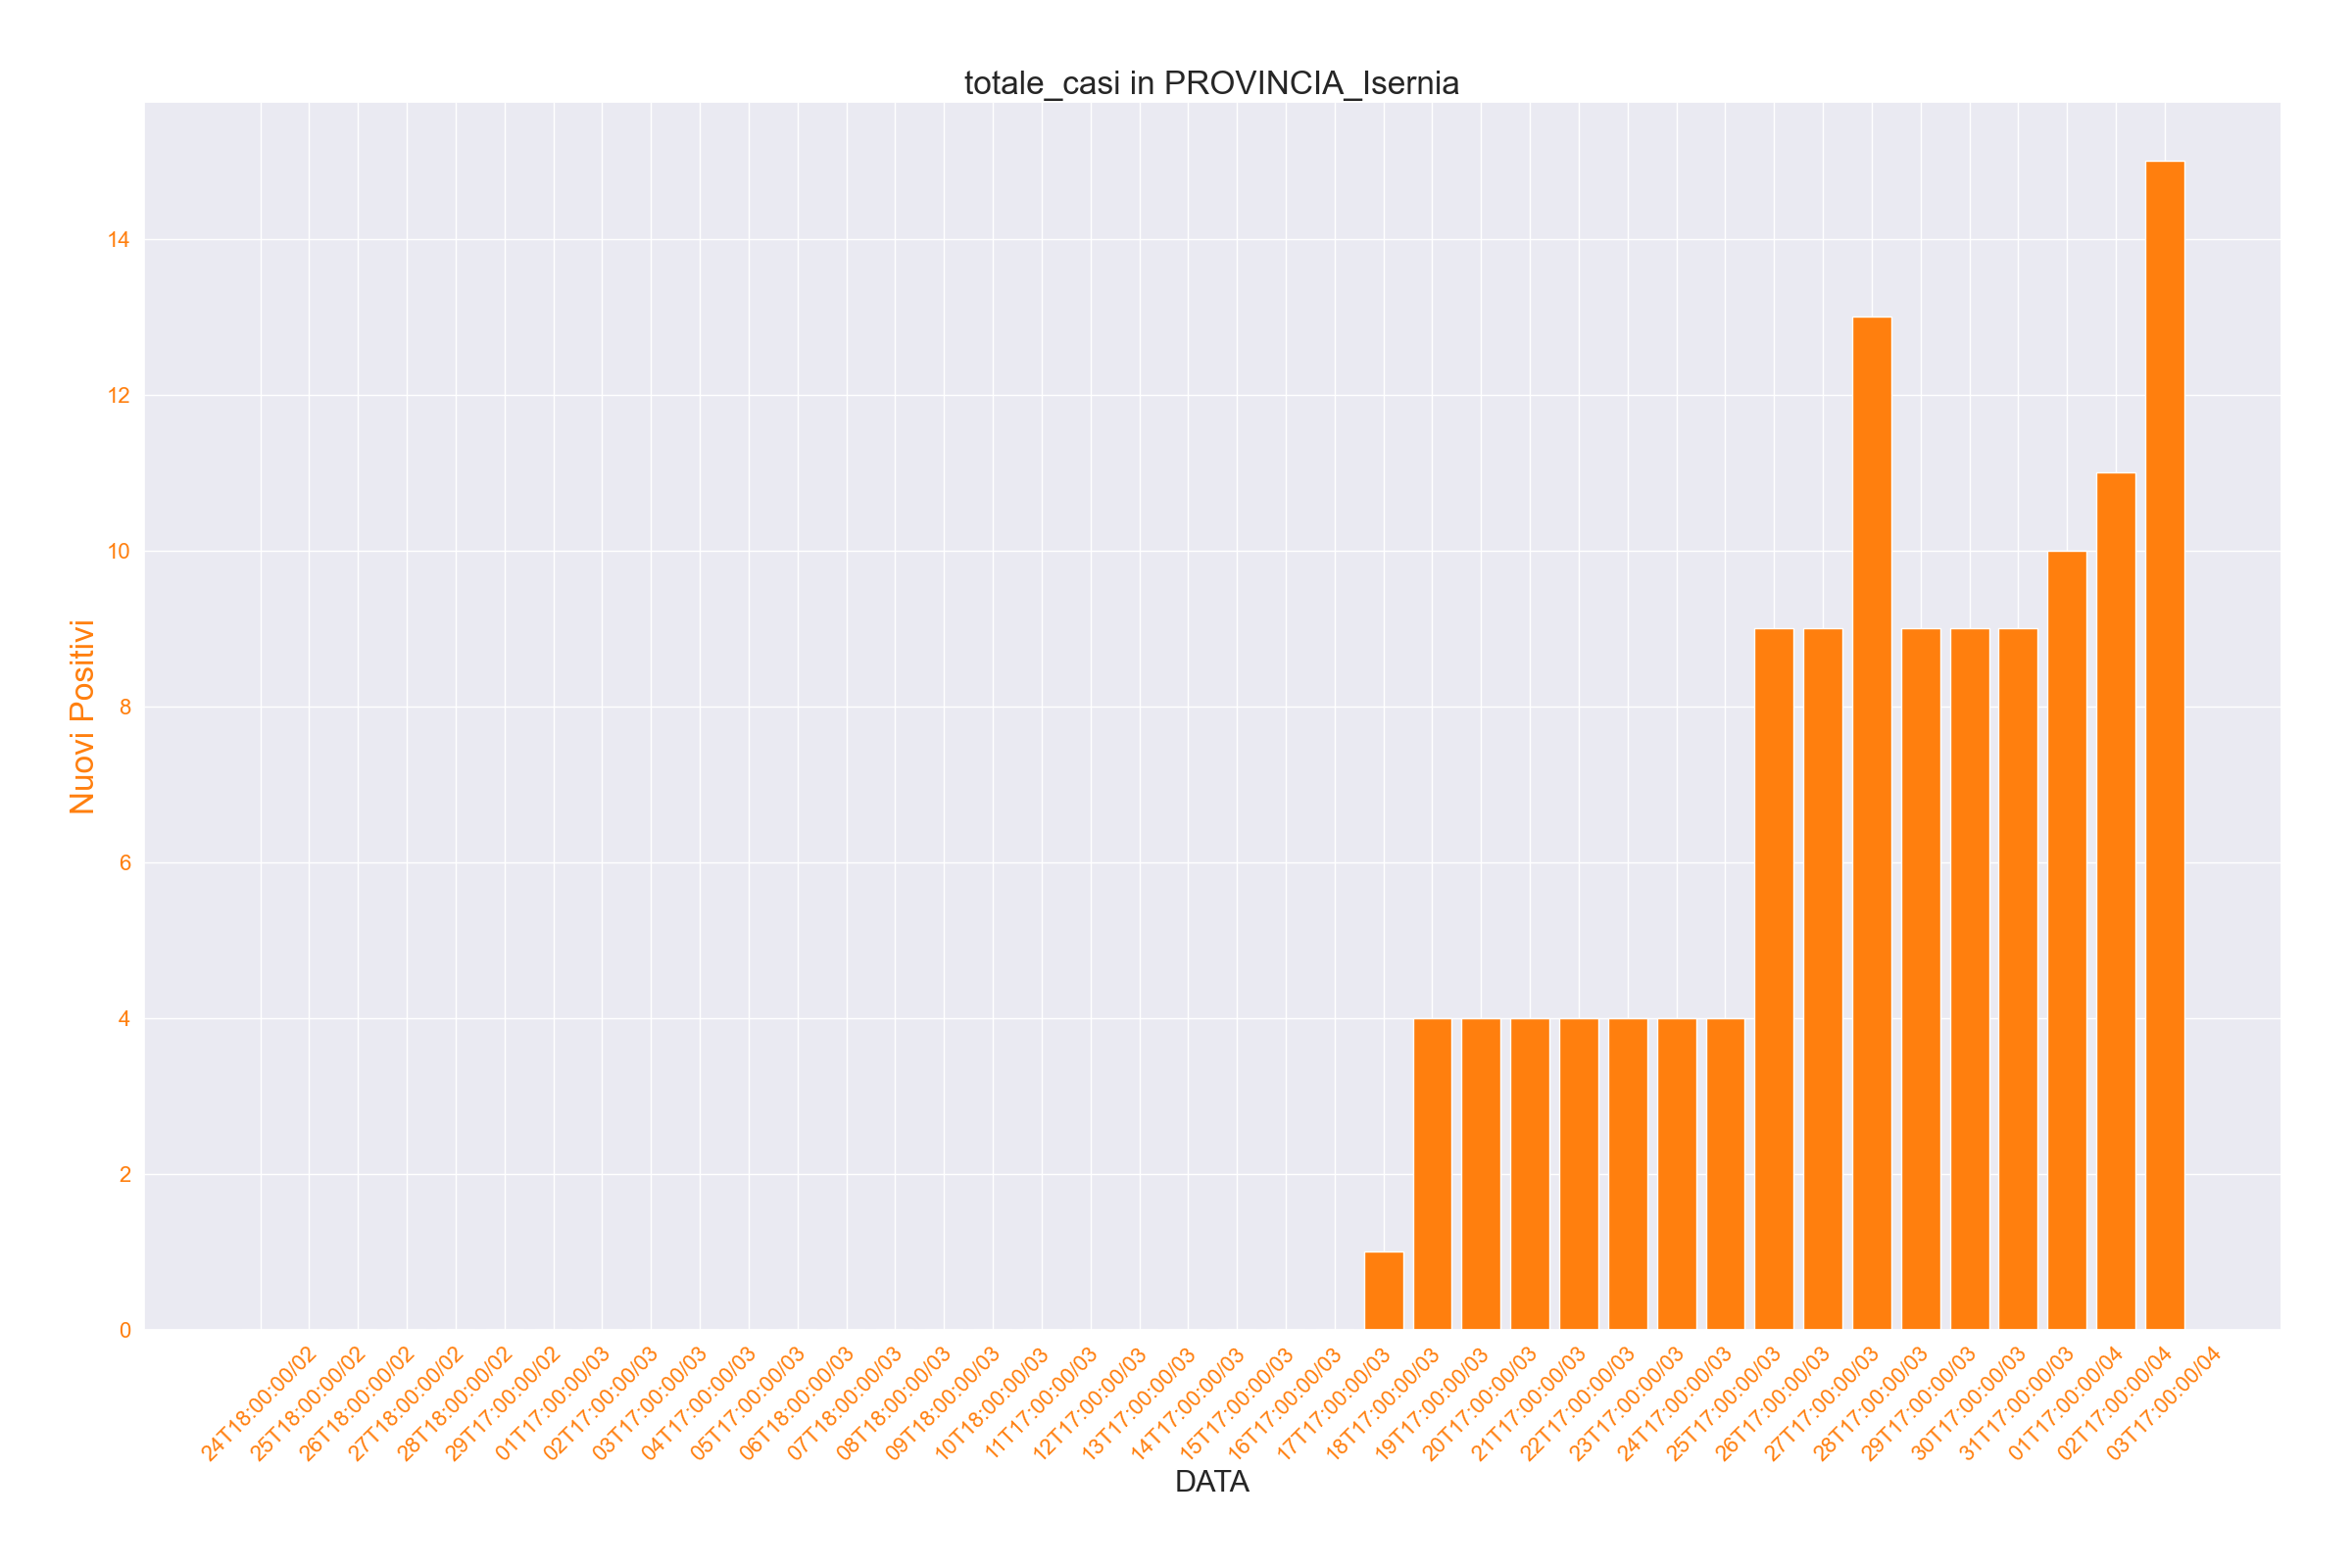 totale_casi in PROVINCIA_Isernia
Nuovi Positivi
14
12
10
8
6
4
2
0
24T18:00:00/02
25T18:00:00/02
26T18:00:00/02
27T18:00:00/02
28T18:00:00/02
29T17:00:00/02
01T17:00:00/03
02T17:00:00/03
03T17:00:00/03
04T17:00:00/03
05T17:00:00/03
06T18:00:00/03
07T18:00:00/03
08T18:00:00/03
09T18:00:00/03
10T18:00:00/03
11T17:00:00/03
12T17:00:00/03
13T17:00:00/03
14T17:00:00/03
15T17:00:00/03
16T17:00:00/03
17T17:00:00/03
18T17:00:00/03
19T17:00:00/03
20T17:00:00/03
21T17:00:00/03
22T17:00:00/03
23T17:00:00/03
24T17:00:00/03
25T17:00:00/03
26T17:00:00/03
27T17:00:00/03
28T17:00:00/03
29T17:00:00/03
30T17:00:00/03
31T17:00:00/03
01T17:00:00/04
02T17:00:00/04
03T17:00:00/04
DATA